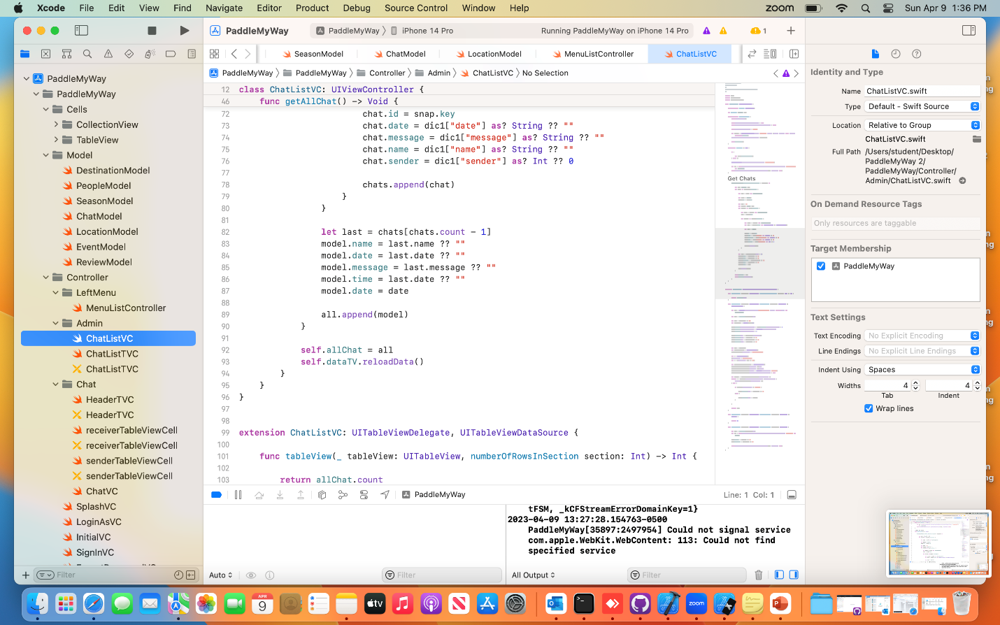 Xcode File Edit View Find Navigate Editor Product Debug Source Control Window Help zoom Sun Apr 9 1:36 PM
PaddleMyWay PaddleMyWay iPhone 14 Pro Running PaddleMyWay on iPhone 14 Pro 1
SeasonModel ChatModel LocationModel MenuListController ChatListVC
PaddleMyWay PaddleMyWay Controller Admin ChatListVC No Selection
PaddleMyWay
PaddleMyWay
Cells
CollectionView
TableView
Model
DestinationModel
PeopleModel
SeasonModel
ChatModel
LocationModel
EventModel
ReviewModel
Controller
LeftMenu
MenuListController
Admin
ChatListVC
ChatListTVC
ChatListTVC
Chat
HeaderTVC
HeaderTVC
receiverTableViewCell
receiverTableViewCell
senderTableViewCell
senderTableViewCell
ChatVC
SplashVC
LoginAsVC
InitialVC
SignInVC
Filter
12 class ChatListVC: UIViewController {
40 func getAllChat() -> Void {
72 chat.id = snap.key
73 chat.date = dic1["date"] as? String ?? ""
74 chat.message = dic1["message"] as? String ?? ""
75 chat.name = dic1["name"] as? String ?? ""
76 chat.sender = dic1["sender"] as? Int ?? 0
77
78 chats.append(chat)
79 }
80 }
81
82 let last = chats[chats.count - 1]
83 model.name = last.name ?? ""
84 model.date = last.date ?? ""
85 model.message = last.message ?? ""
86 model.time = last.date ?? ""
87 model.date = date
88
89 all.append(model)
90 }
91
92 self.allChat = all
93 self.dataTV.reloadData()
94 }
95 }
96 }
97
98
99 extension ChatListVC: UITableViewDelegate, UITableViewDataSource {
100
101 func tableView(_ tableView: UITableView, numberOfRowsInSection section: Int) -> Int {
102
103 return allChat.count
Get Chats
PaddleMyWay Line: 1 Col: 1
tFSM, _kCFStreamErrorDomainKey=1}
2023-04-09 13:27:28.154763-0500
PaddleMyWay[35897:2497954] Could not signal service
com.apple.WebKit.WebContent: 113: Could not find
specified service
Auto Filter All Output Filter
Identity and Type
Name ChatListVC.swift
Type Default - Swift Source
Location Relative to Group
ChatListVC.swift
Full Path /Users/student/Desktop/
PaddleMyWay 2/
PaddleMyWay/Controller/
Admin/ChatListVC.swift
On Demand Resource Tags
Only resources are taggable
Target Membership
PaddleMyWay
Text Settings
Text Encoding No Explicit Encoding
Line Endings No Explicit Line Endings
Indent Using Spaces
Widths 4 4
Tab Indent
Wrap lines
APR
9
tv
zoom